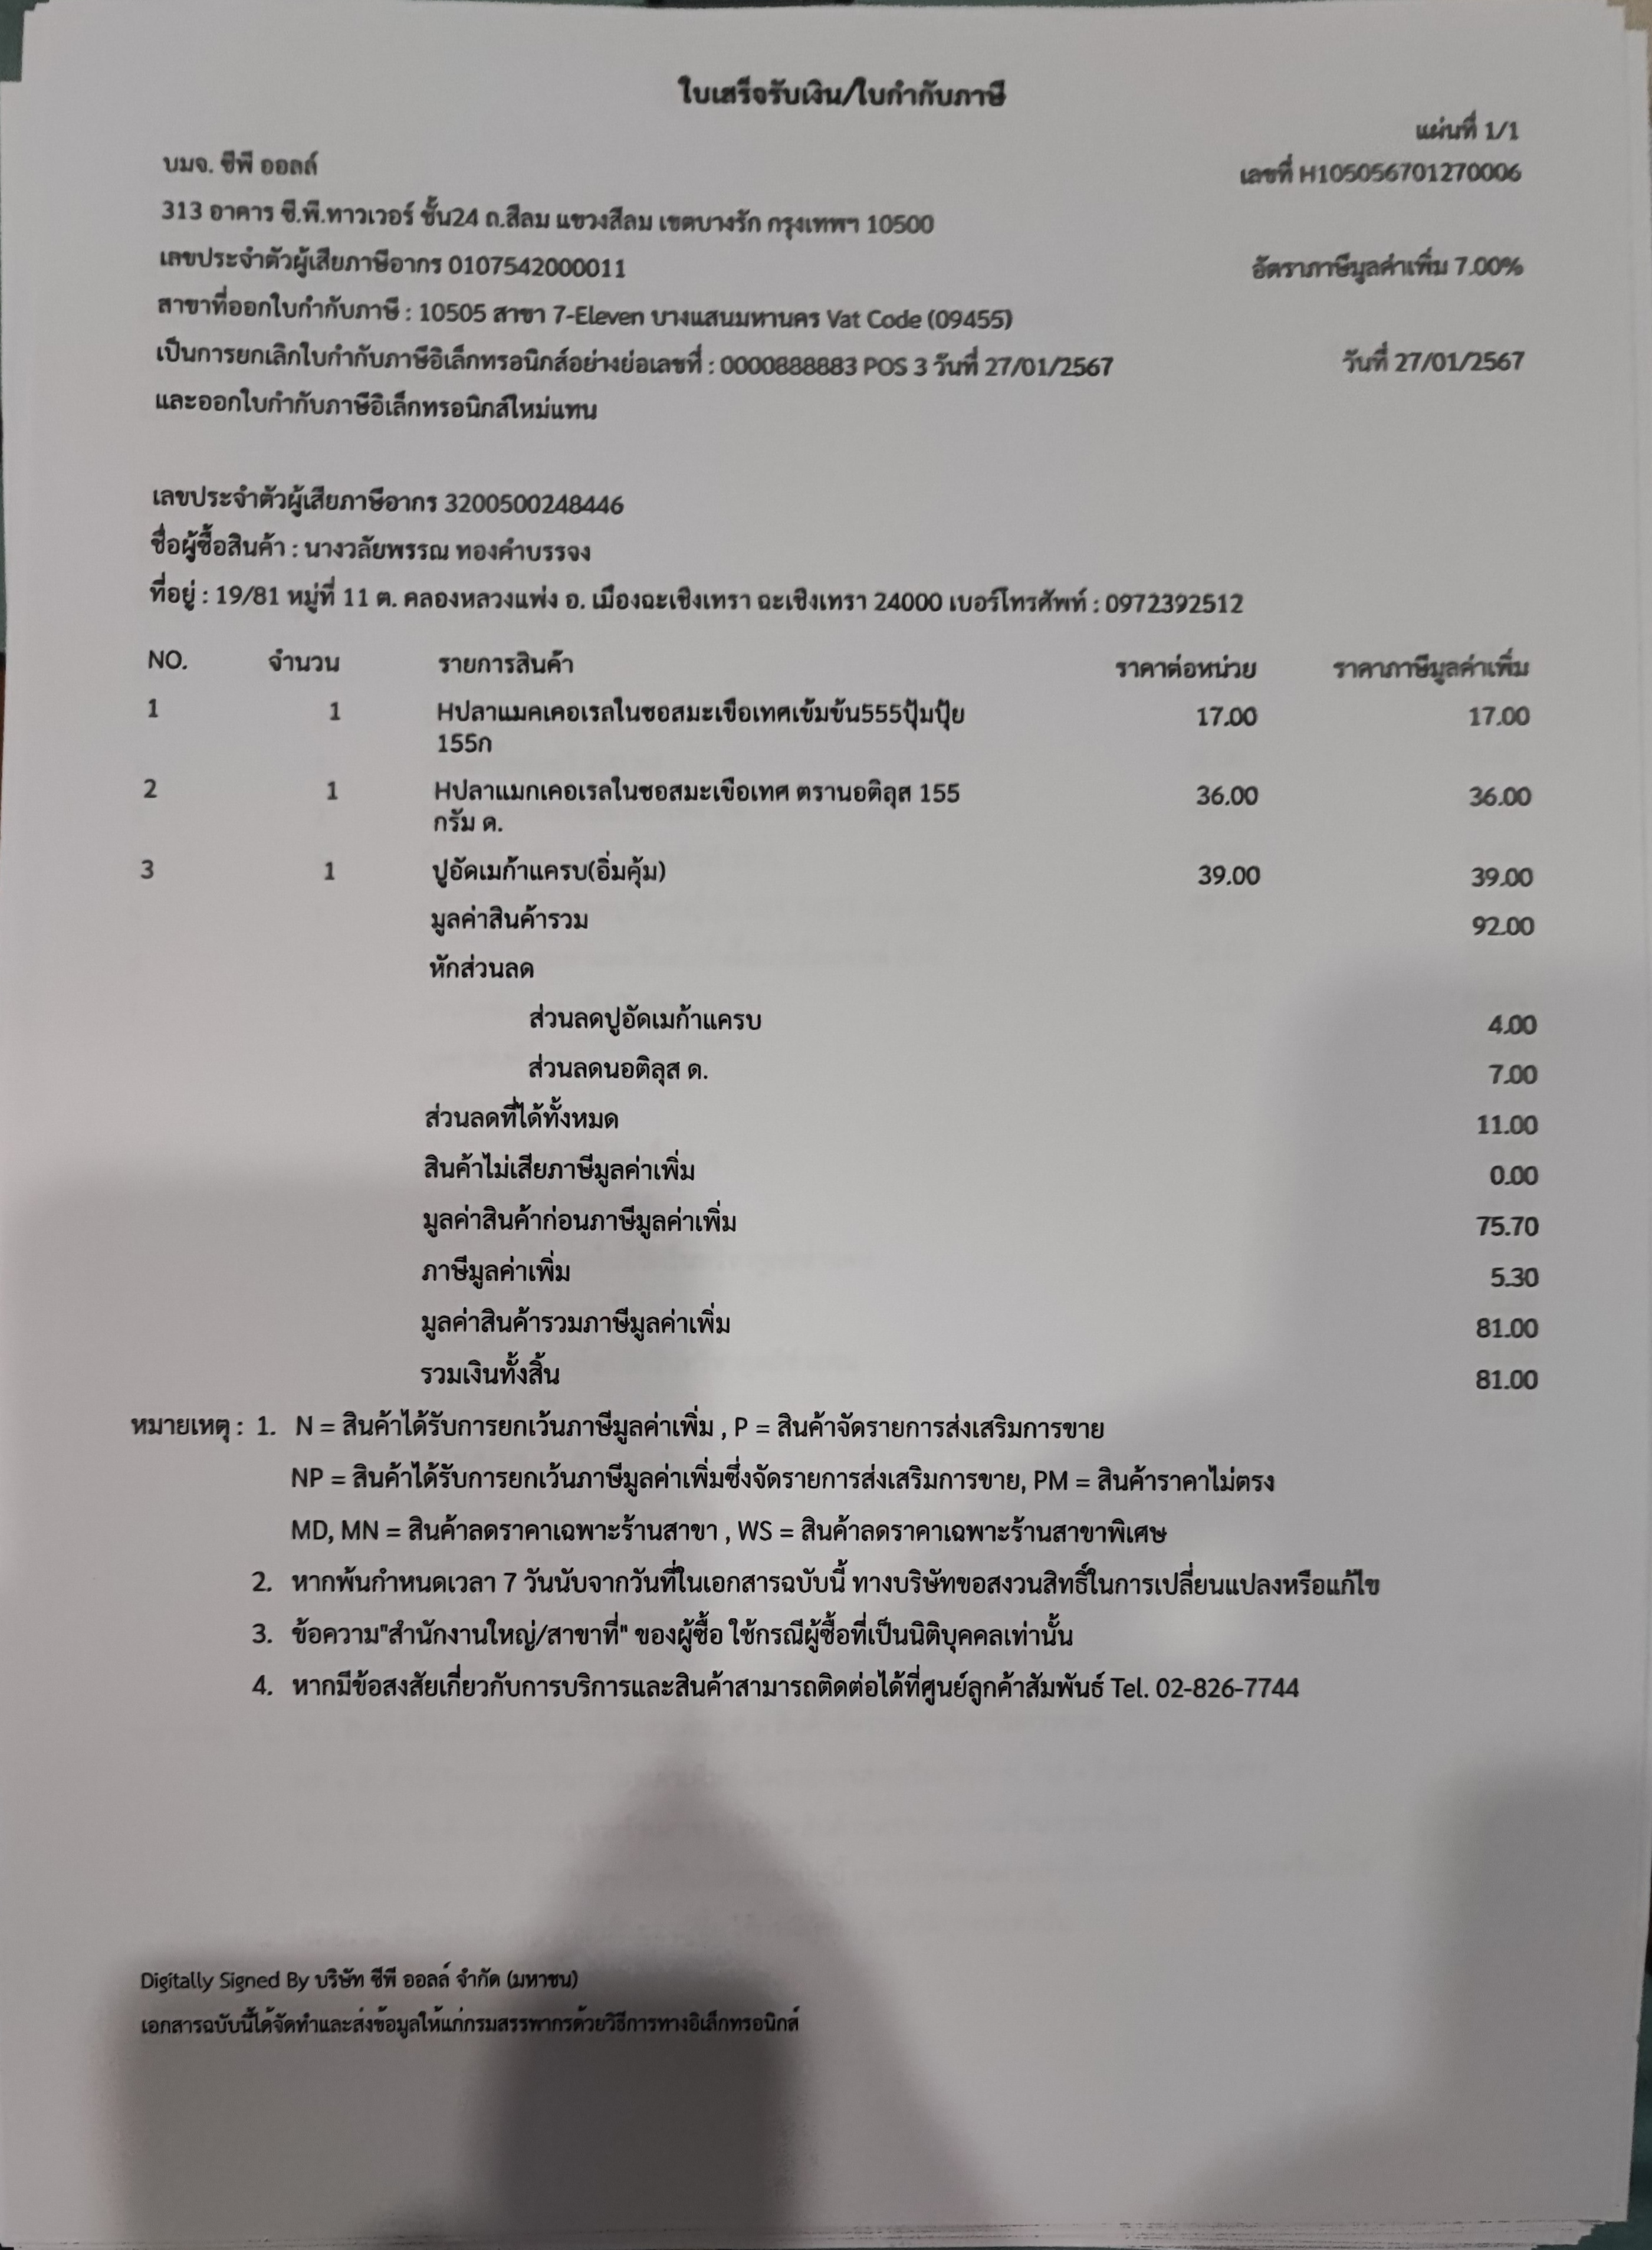 ใบเสร็จรับเงิน/ใบกำกับภาษี
แผ่นที่ 1/1
บมจ. ซีพี ออลล์
เลขที่ H105056701270006
313 อาคาร ซี.พี.ทาวเวอร์ ชั้น24 ถ.สีลม แขวงสีลม เขตบางรัก กรุงเทพฯ 10500
เลขประจำตัวผู้เสียภาษีอากร 0107542000011
อัตราภาษีมูลค่าเพิ่ม 7.00%
สาขาที่ออกใบกำกับภาษี : 10505 สาขา 7-Eleven บางแสนมหานคร Vat Code (09455)
เป็นการยกเลิกใบกำกับภาษีอิเล็กทรอนิกส์อย่างย่อเลขที่ : 0000888883 POS 3 วันที่ 27/01/2567
วันที่ 27/01/2567
และออกใบกำกับภาษีอิเล็กทรอนิกส์ใหม่แทน
เลขประจำตัวผู้เสียภาษีอากร 3200500248446
ชื่อผู้ซื้อสินค้า : นางวลัยพรรณ ทองคำบรรจง
ที่อยู่ : 19/81 หมู่ที่ 11 ต. คลองหลวงแพ่ง อ. เมืองฉะเชิงเทรา ฉะเชิงเทรา 24000 เบอร์โทรศัพท์ : 0972392512
NO. จำนวน รายการสินค้า ราคาต่อหน่วย ราคาภาษีมูลค่าเพิ่ม
1 1 Hปลาแมคเคอเรลในซอสมะเขือเทศเข้มข้น555ปุ้มปุ้ย 17.00 17.00
155ก
2 1 Hปลาแมกเคอเรลในซอสมะเขือเทศ ตรานอติลุส 155 36.00 36.00
กรัม ด.
3 1 ปูอัดเมก้าแครบ(อิ่มคุ้ม) 39.00 39.00
มูลค่าสินค้ารวม 92.00
หักส่วนลด
ส่วนลดปูอัดเมก้าแครบ 4.00
ส่วนลดนอติลุส ด. 7.00
ส่วนลดที่ได้ทั้งหมด 11.00
สินค้าไม่เสียภาษีมูลค่าเพิ่ม 0.00
มูลค่าสินค้าก่อนภาษีมูลค่าเพิ่ม 75.70
ภาษีมูลค่าเพิ่ม 5.30
มูลค่าสินค้ารวมภาษีมูลค่าเพิ่ม 81.00
รวมเงินทั้งสิ้น 81.00
หมายเหตุ : 1. N = สินค้าได้รับการยกเว้นภาษีมูลค่าเพิ่ม , P = สินค้าจัดรายการส่งเสริมการขาย
NP = สินค้าได้รับการยกเว้นภาษีมูลค่าเพิ่มซึ่งจัดรายการส่งเสริมการขาย, PM = สินค้าราคาไม่ตรง
MD, MN = สินค้าลดราคาเฉพาะร้านสาขา , WS = สินค้าลดราคาเฉพาะร้านสาขาพิเศษ
2. หากพ้นกำหนดเวลา 7 วันนับจากวันที่ในเอกสารฉบับนี้ ทางบริษัทขอสงวนสิทธิ์ในการเปลี่ยนแปลงหรือแก้ไข
3. ข้อความ"สำนักงานใหญ่/สาขาที่" ของผู้ซื้อ ใช้กรณีผู้ซื้อที่เป็นนิติบุคคลเท่านั้น
4. หากมีข้อสงสัยเกี่ยวกับการบริการและสินค้าสามารถติดต่อได้ที่ศูนย์ลูกค้าสัมพันธ์ Tel. 02-826-7744
Digitally Signed By บริษัท ซีพี ออลล์ จำกัด (มหาชน)
เอกสารฉบับนี้ได้จัดทำและส่งข้อมูลให้แก่กรมสรรพากรด้วยวิธีการทางอิเล็กทรอนิกส์